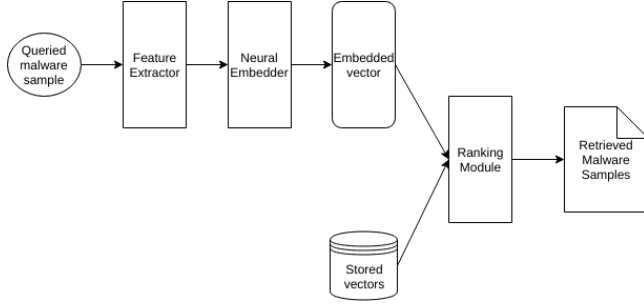 Queried
malware
sample
Feature
Extractor
Neural
Embedder
Embedded
vector
Ranking
Module
Retrieved
Malware
Samples
Stored
vectors